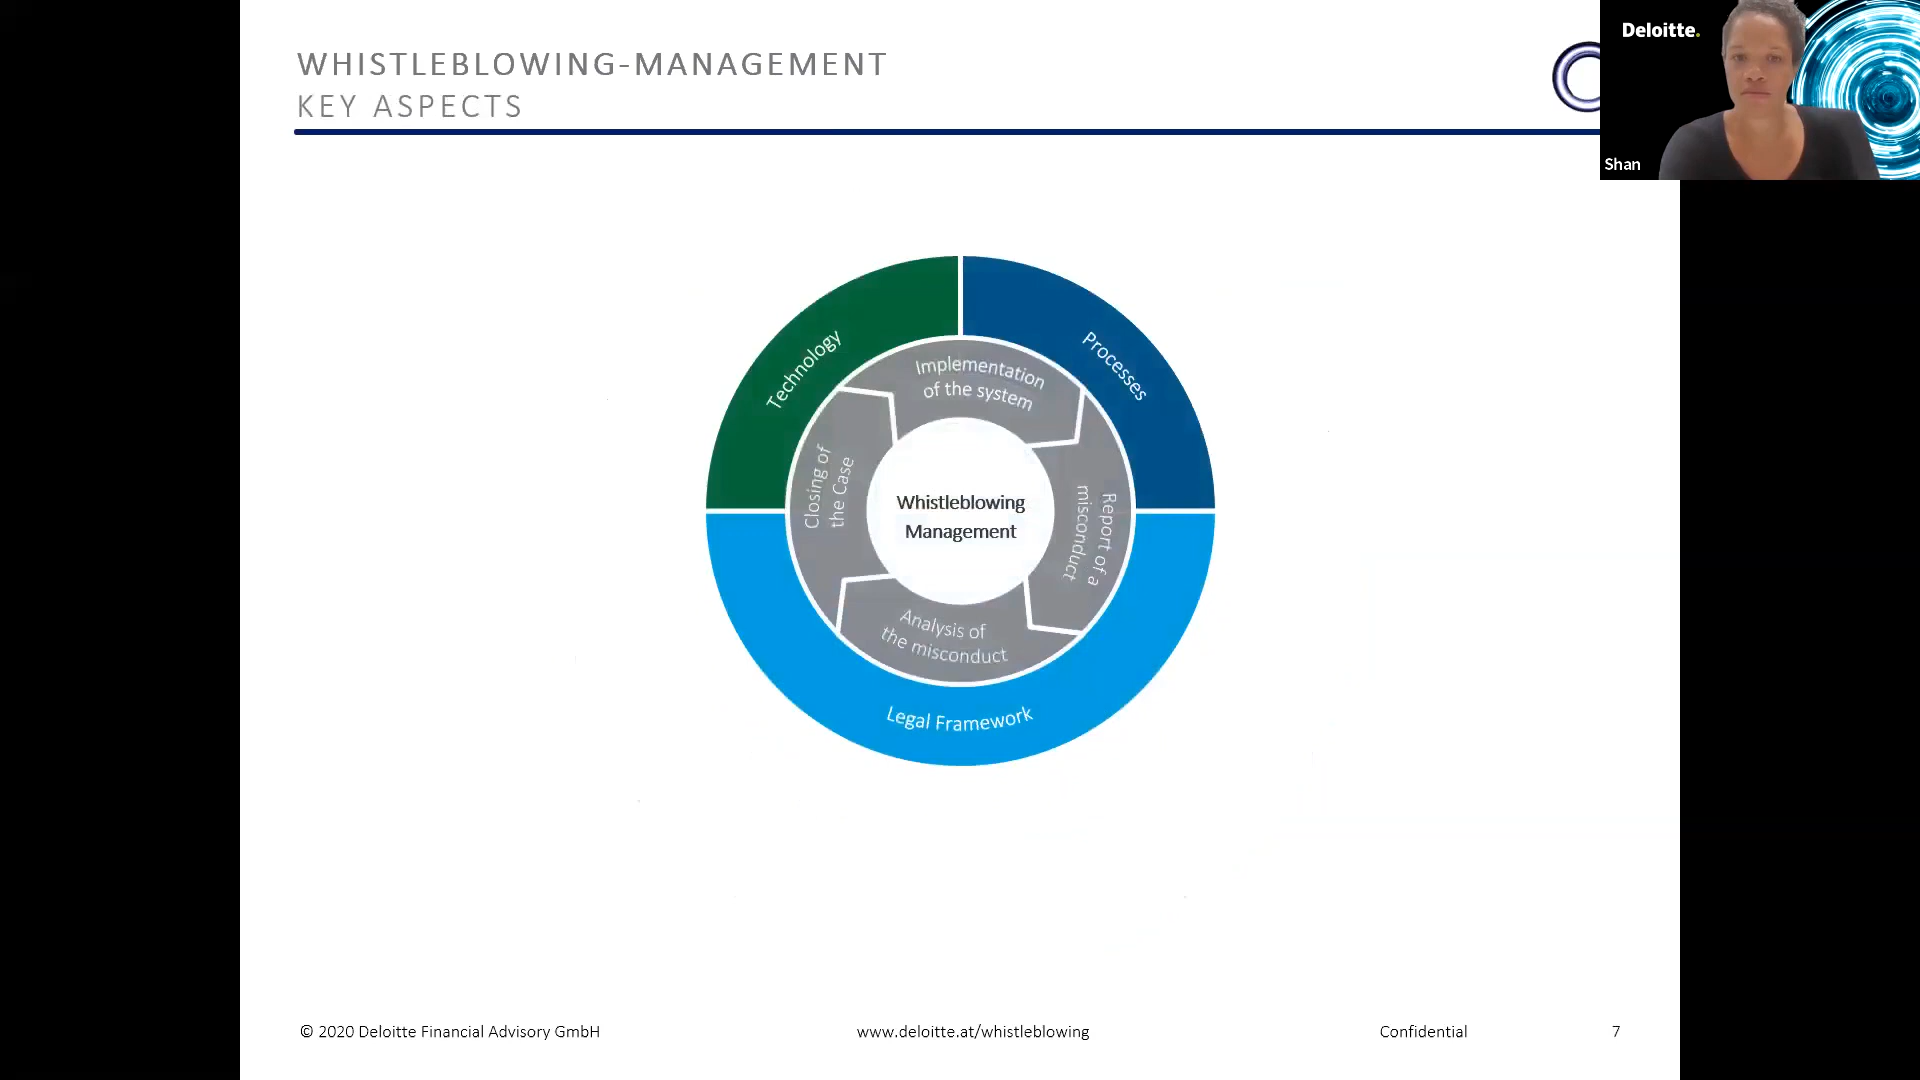 WHISTLEBLOWING-MANAGEMENT
KEY ASPECTS
Deloitte.
Shan
Technology
Processes
Implementation
of the system
Closing of
the Case
Whistleblowing
Management
Report of a
misconduct
Analysis of
the misconduct
Legal Framework
© 2020 Deloitte Financial Advisory GmbH
www.deloitte.at/whistleblowing
Confidential
7